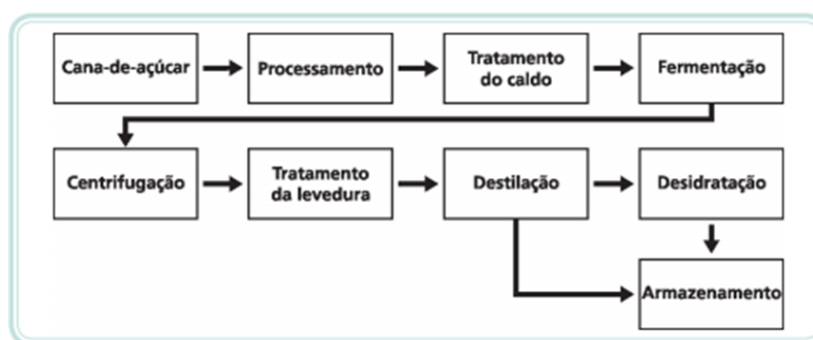 Cana-de-açúcar
Processamento
Tratamento
do caldo
Fermentação
Centrifugação
Tratamento
da levedura
Destilação
Desidratação
Armazenamento